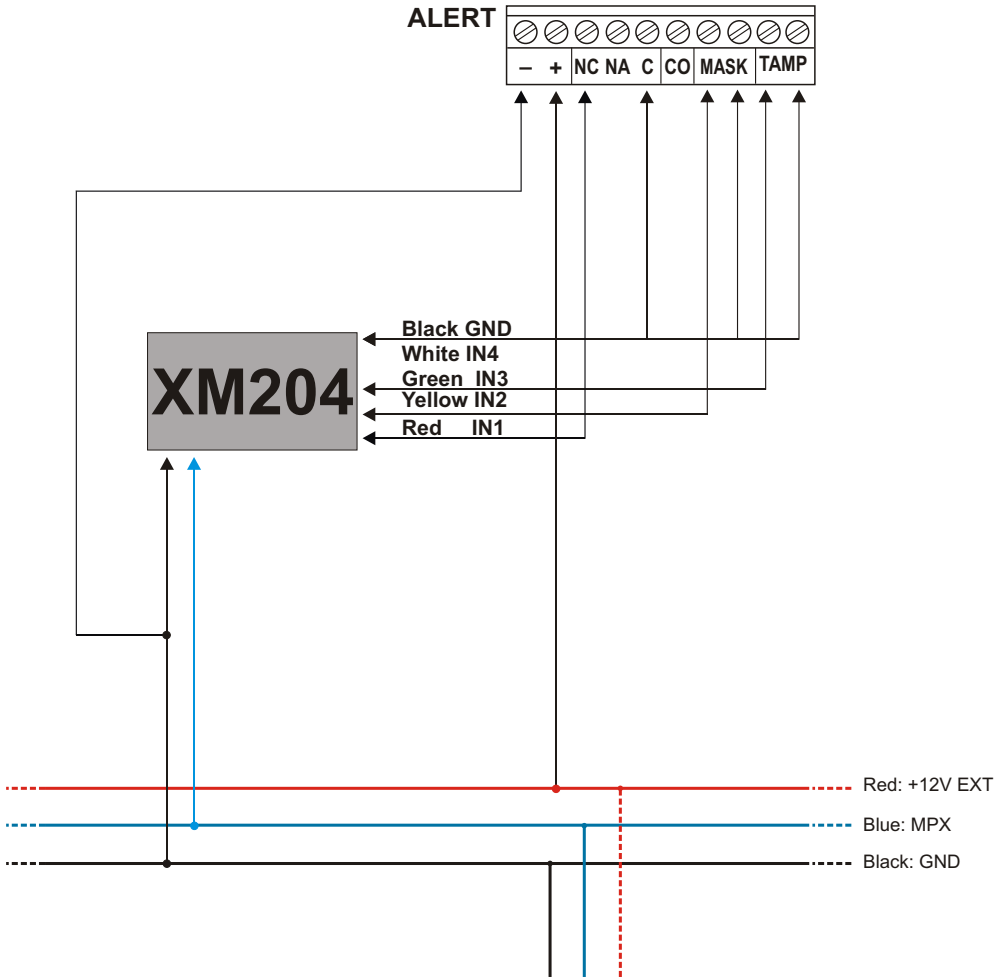 ALERT
– + NC NA C CO MASK TAMP
Black GND
White IN4
Green IN3
Yellow IN2
Red IN1
XM204
Red: +12V EXT
Blue: MPX
Black: GND